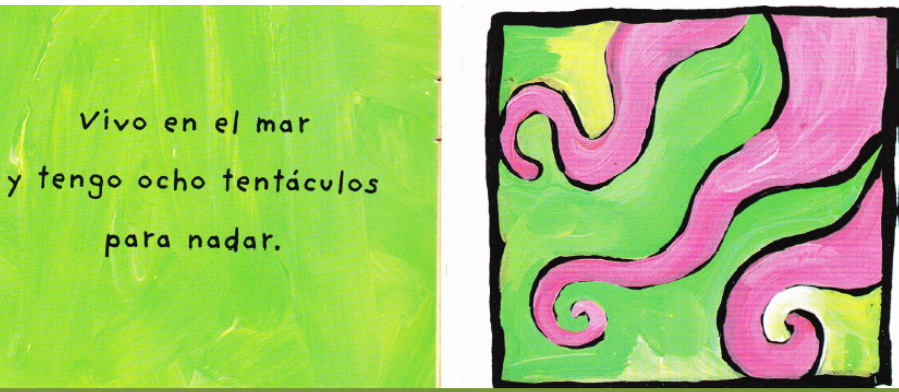 Vivo en el mar
y tengo ocho tentáculos
para nadar.